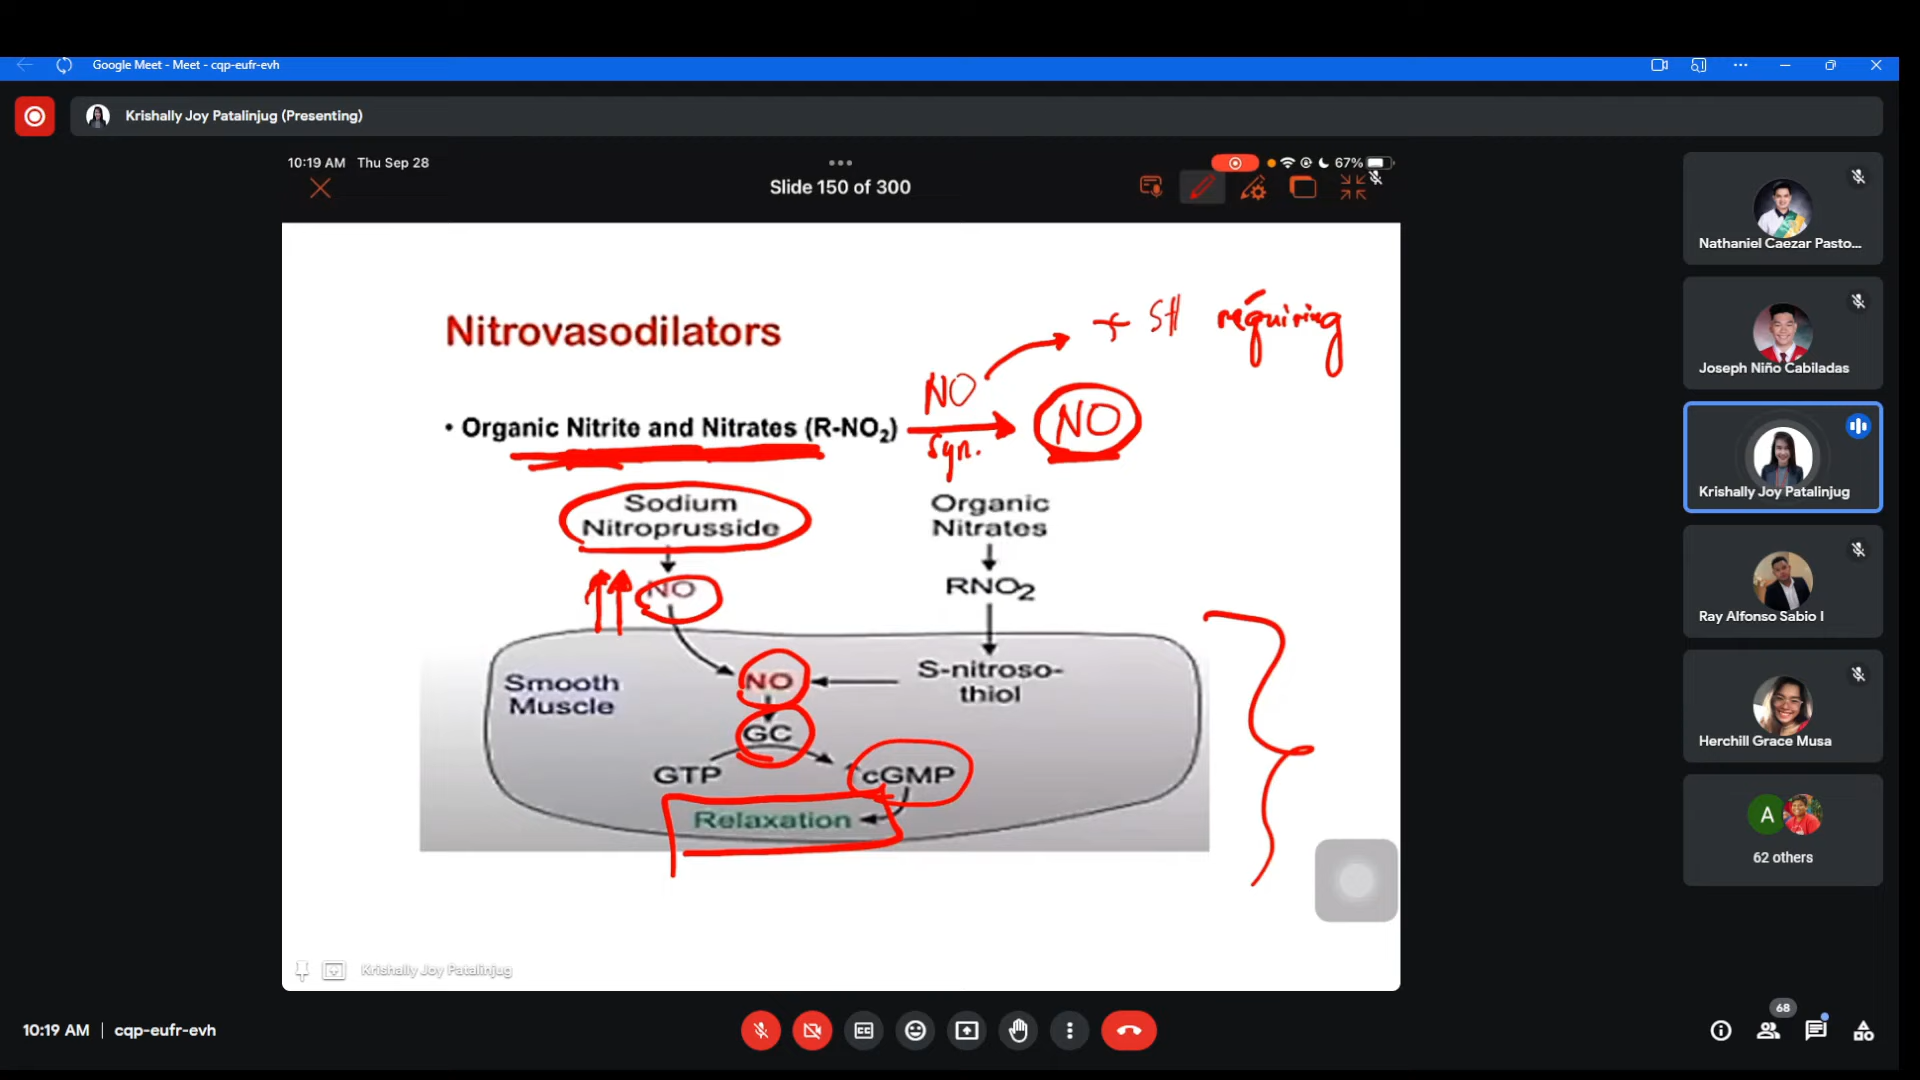 Google Meet - Meet - cqp-eufr-evh
Krishally Joy Patalinjug (Presenting)
10:19 AM Thu Sep 28
67%
Slide 150 of 300
Nitrovasodilators
+ SH requiring
NO
• Organic Nitrite and Nitrates (R-NO₂)
NO
Syn.
Sodium
Nitroprusside
Organic
Nitrates
NO
RNO₂
Smooth
Muscle
NO
S-nitroso-
thiol
GC
GTP
cGMP
Relaxation
Krishally Joy Patalinjug
Nathaniel Caezar Pasto...
Joseph Niño Cabiladas
Krishally Joy Patalinjug
Ray Alfonso Sabio I
Herchill Grace Musa
A
62 others
10:19 AM | cqp-eufr-evh
68